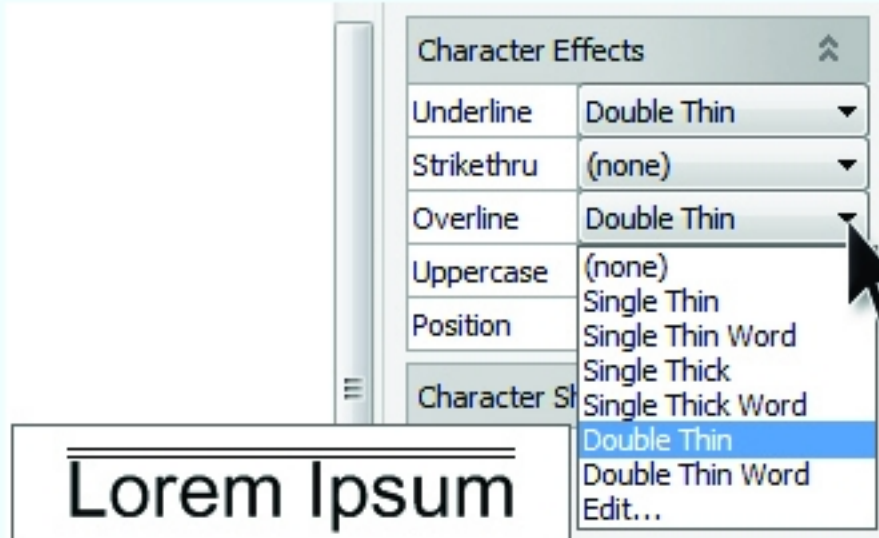 Character Effects
Underline Double Thin
Strikethru (none)
Overline Double Thin
Uppercase
Position
(none)
Single Thin
Single Thin Word
Single Thick
Single Thick Word
Double Thin
Double Thin Word
Edit...
Character
Lorem Ipsum